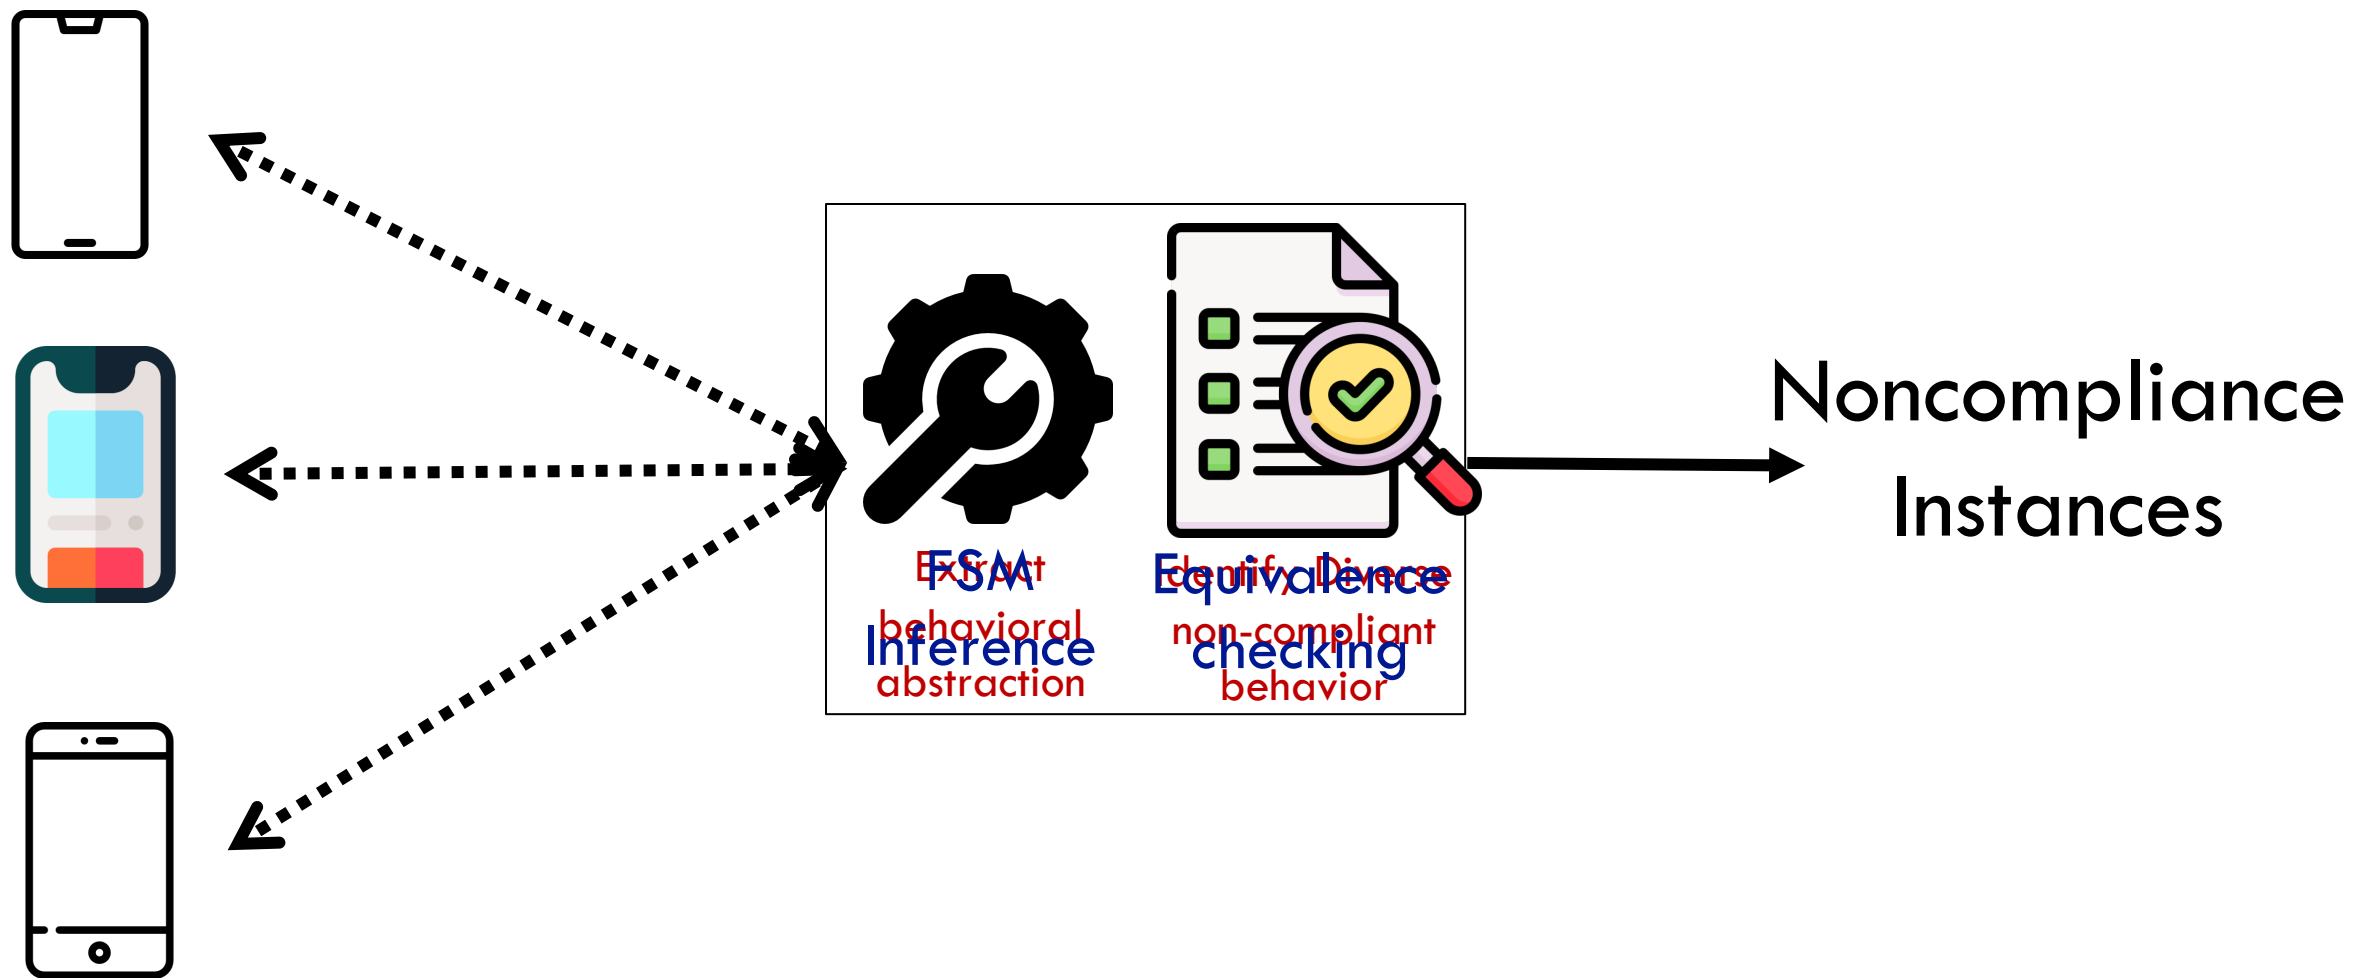 Extract
behavioral
abstraction
FSM
Inference
Identify Diverse
non-compliant
behavior
Equivalence
checking
Noncompliance
Instances